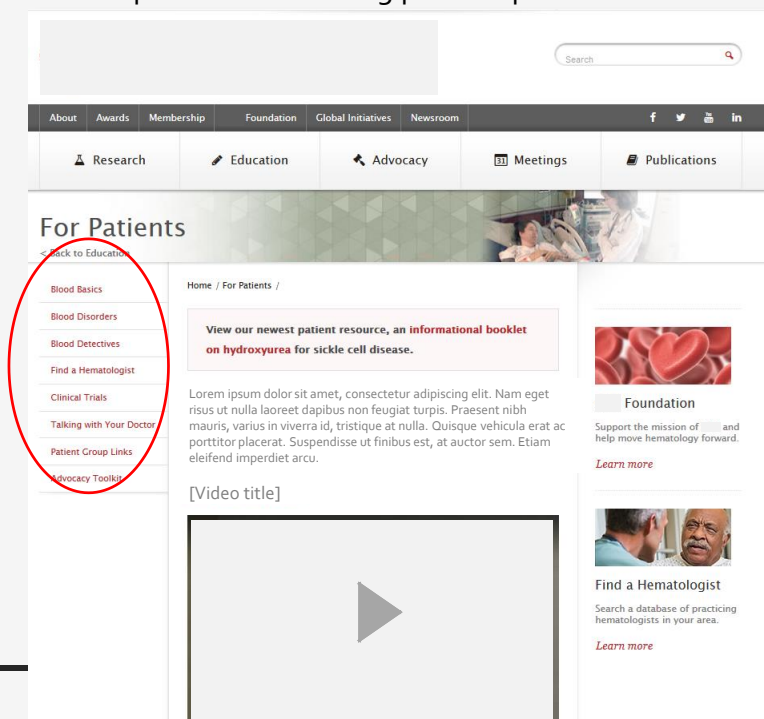 Search
About Awards Membership Foundation Global Initiatives Newsroom
f You Tube in
Research Education Advocacy 31 Meetings Publications
For Patients
< Back to Education
Blood Basics
Blood Disorders
Blood Detectives
Find a Hematologist
Clinical Trials
Talking with Your Doctor
Patient Group Links
Advocacy Toolkit
Home / For Patients /
View our newest patient resource, an informational booklet
on hydroxyurea for sickle cell disease.
Lorem ipsum dolor sit amet, consectetur adipiscing elit. Nam eget
risus ut nulla laoreet dapibus non feugiat turpis. Praesent nibh
mauris, varius in viverra id, tristique at nulla. Quisque vehicula erat ac
porttitor placerat. Suspendisse ut finibus est, at auctor sem. Etiam
eleifend imperdiet arcu.
[Video title]
Foundation
Support the mission of and
help move hematology forward.
Learn more
Find a Hematologist
Search a database of practicing
hematologists in your area.
Learn more